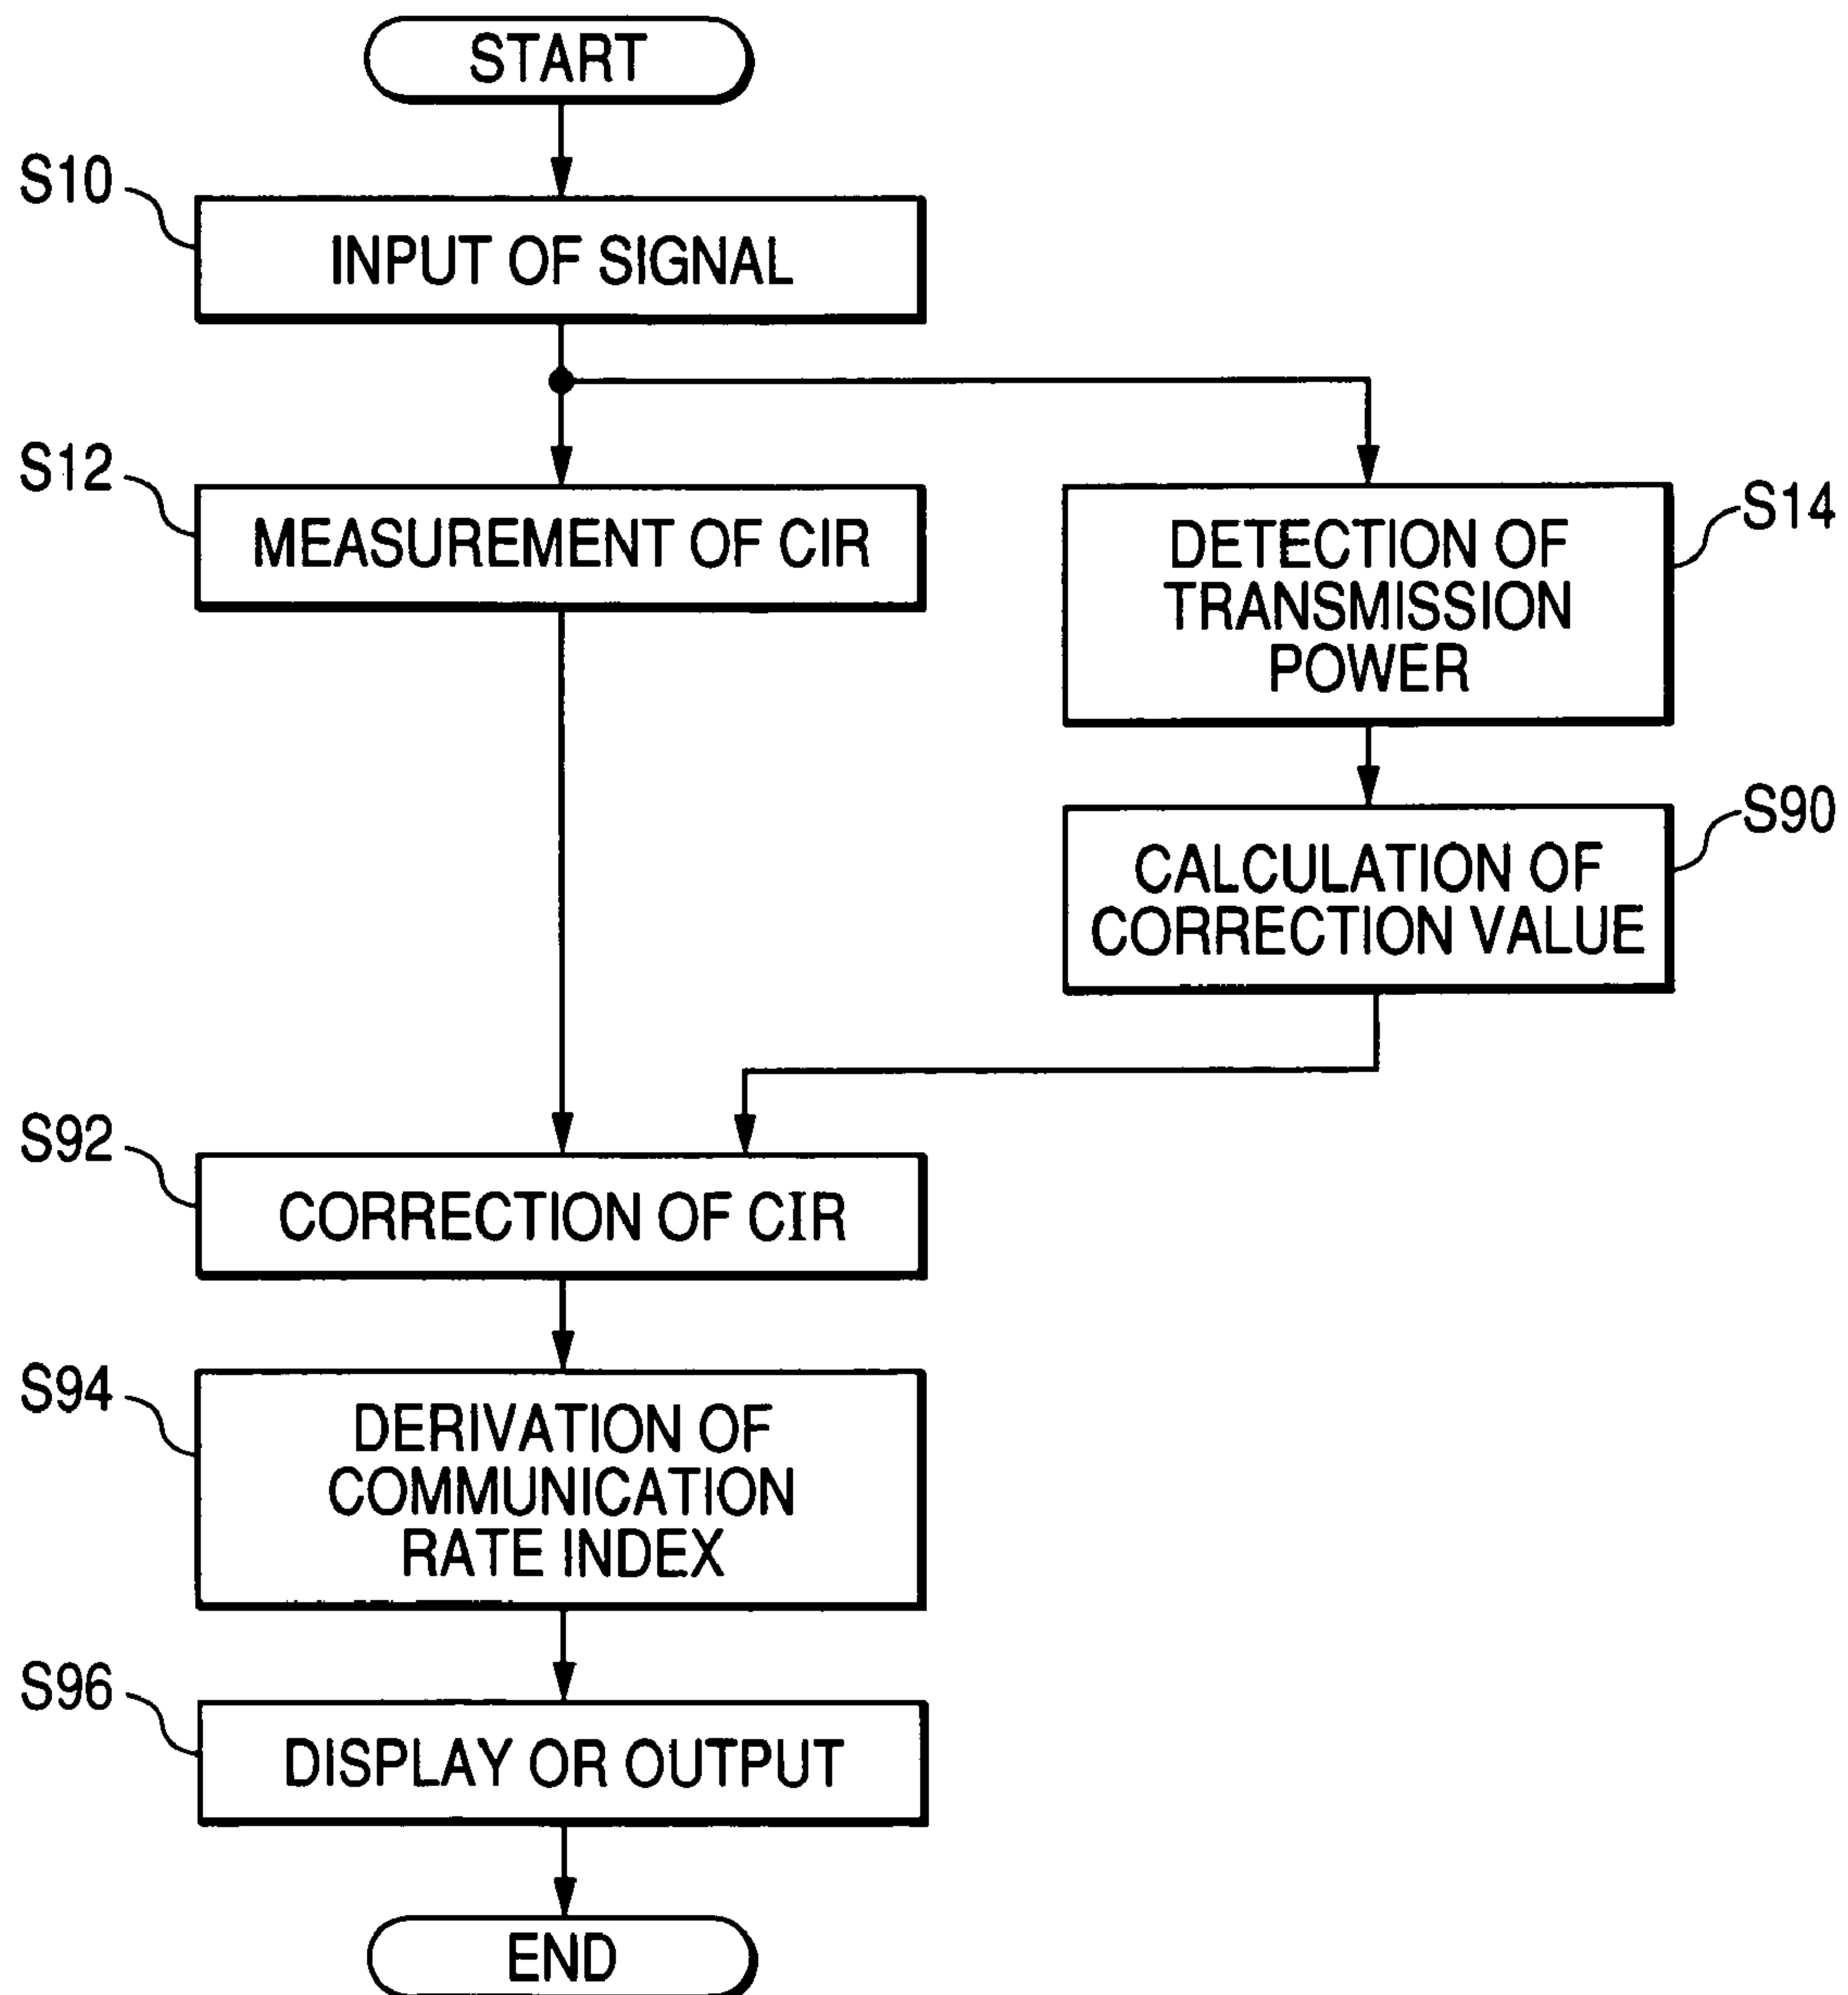 START
S10
INPUT OF SIGNAL
S12
MEASUREMENT OF CIR
S14
DETECTION OF
TRANSMISSION
POWER
S90
CALCULATION OF
CORRECTION VALUE
S92
CORRECTION OF CIR
S94
DERIVATION OF
COMMUNICATION
RATE INDEX
S96
DISPLAY OR OUTPUT
END